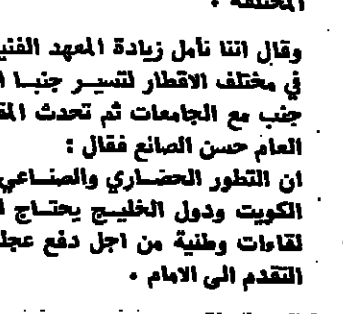 المختلفة .
وقال اننا نأمل زيادة المعهد الفنية
في مختلف الاقطار لتسير جنبا
جنب مع الجامعات ثم تحدث
العام حسن الصانع فقال :
ان التطور الحضاري والصناعي
الكويت ودول الخليج يحتاج
لقاءات وطنية من اجل دفع عجلة
التقدم الى الامام .